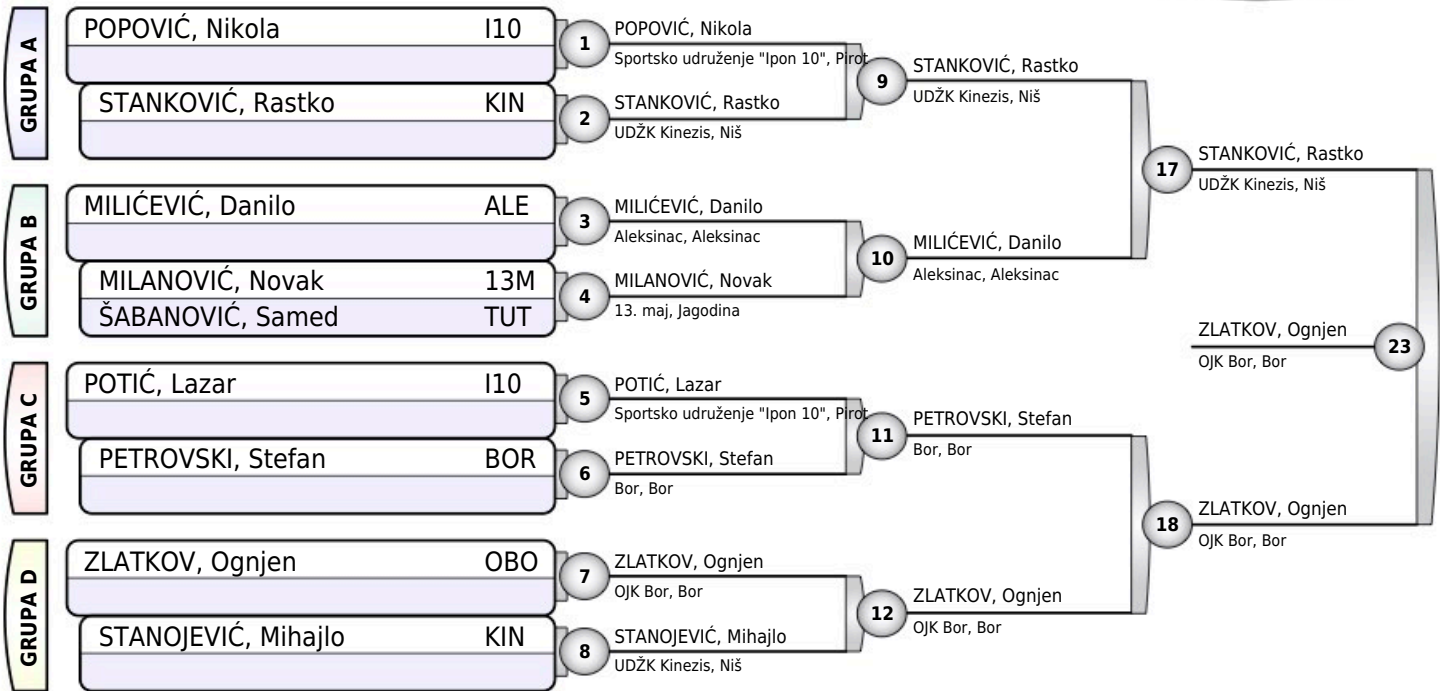 GRUPA A
POPOVIĆ, Nikola I10
STANKOVIĆ, Rastko KIN
1
POPOVIĆ, Nikola
Sportsko udruženje "Ipon 10", Pirot
2
STANKOVIĆ, Rastko
UDŽK Kinezis, Niš
9
STANKOVIĆ, Rastko
UDŽK Kinezis, Niš
GRUPA B
MILIĆEVIĆ, Danilo ALE
MILANOVIĆ, Novak 13M
ŠABANOVIĆ, Samed TUT
3
MILIĆEVIĆ, Danilo
Aleksinac, Aleksinac
4
MILANOVIĆ, Novak
13. maj, Jagodina
10
MILIĆEVIĆ, Danilo
Aleksinac, Aleksinac
17
STANKOVIĆ, Rastko
UDŽK Kinezis, Niš
GRUPA C
POTIĆ, Lazar I10
PETROVSKI, Stefan BOR
5
POTIĆ, Lazar
Sportsko udruženje "Ipon 10", Pirot
6
PETROVSKI, Stefan
Bor, Bor
11
PETROVSKI, Stefan
Bor, Bor
GRUPA D
ZLATKOV, Ognjen OBO
STANOJEVIĆ, Mihajlo KIN
7
ZLATKOV, Ognjen
OJK Bor, Bor
8
STANOJEVIĆ, Mihajlo
UDŽK Kinezis, Niš
12
ZLATKOV, Ognjen
OJK Bor, Bor
18
ZLATKOV, Ognjen
OJK Bor, Bor
ZLATKOV, Ognjen
OJK Bor, Bor
23